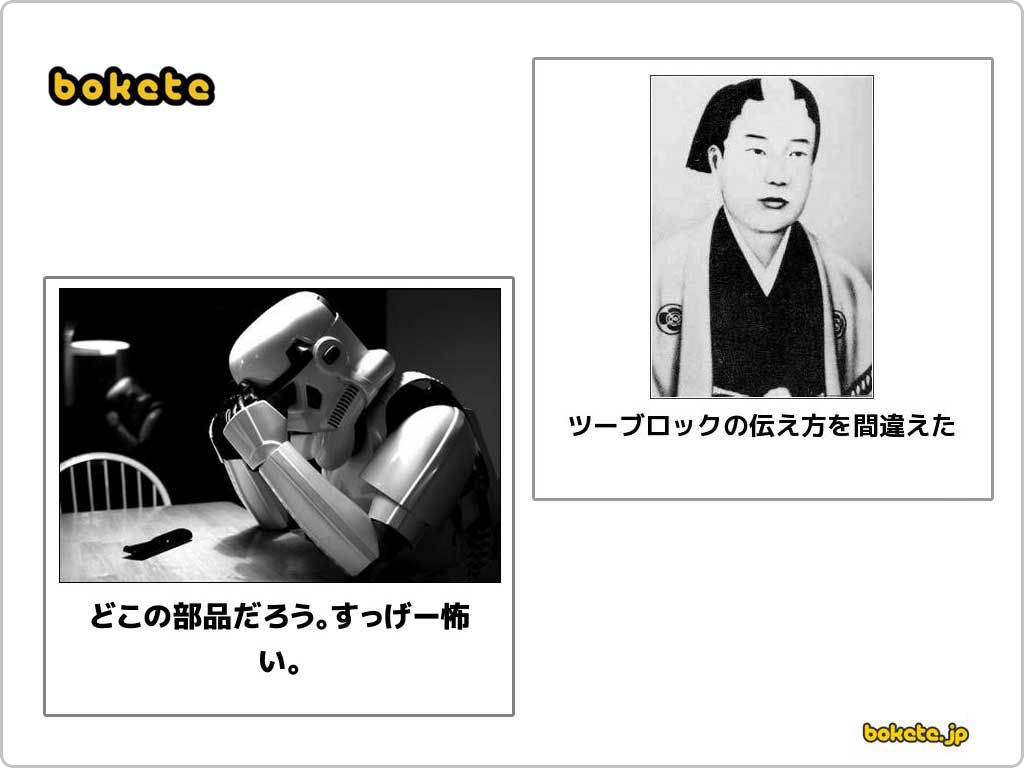 bokete
ツーブロックの伝え方を間違えた
どこの部品だろう。すっげー怖
い。
bokete.jp